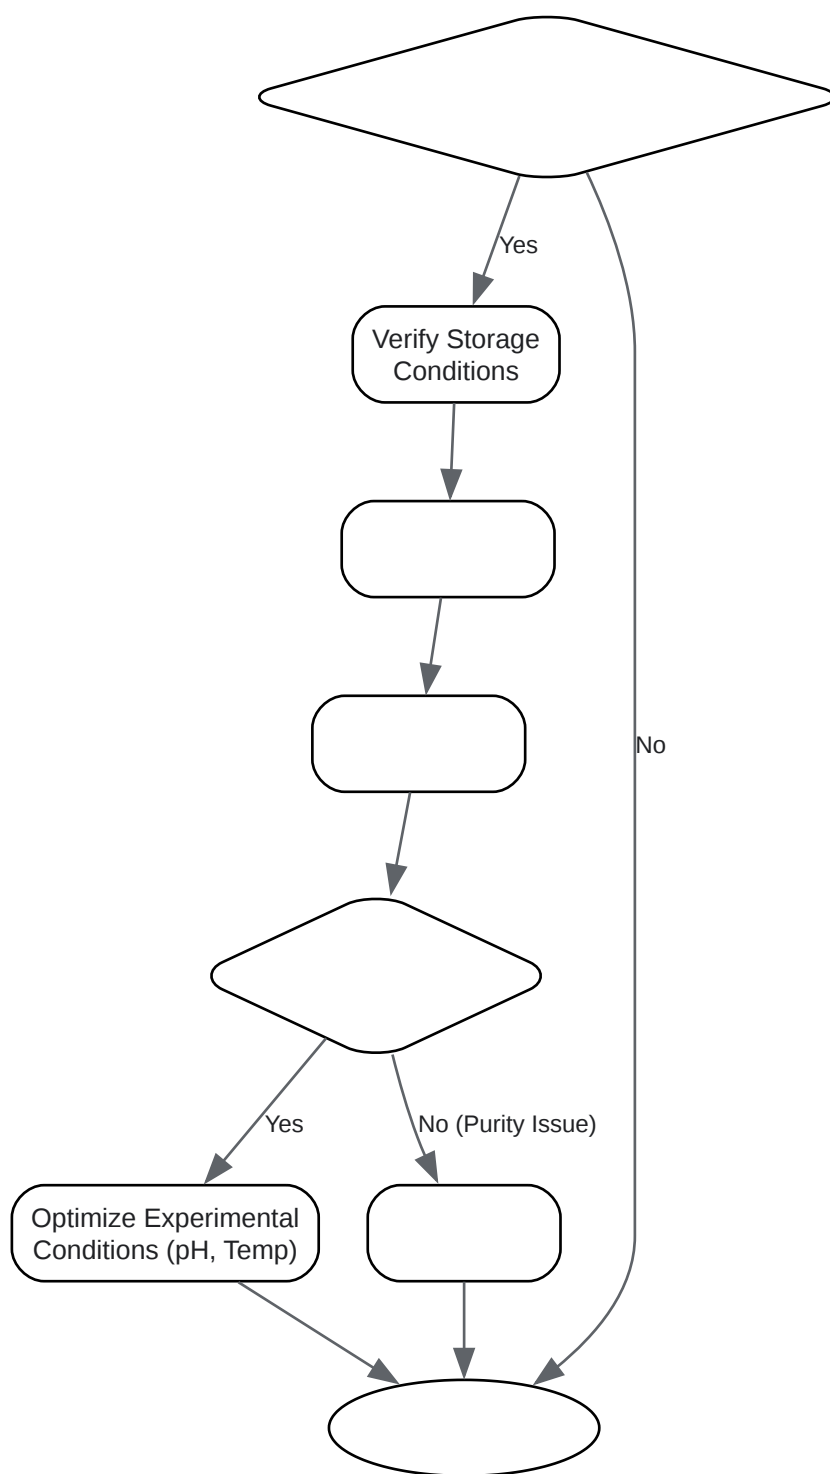 Yes
Verify Storage
Conditions
No
Yes
No (Purity Issue)
Optimize Experimental
Conditions (pH, Temp)